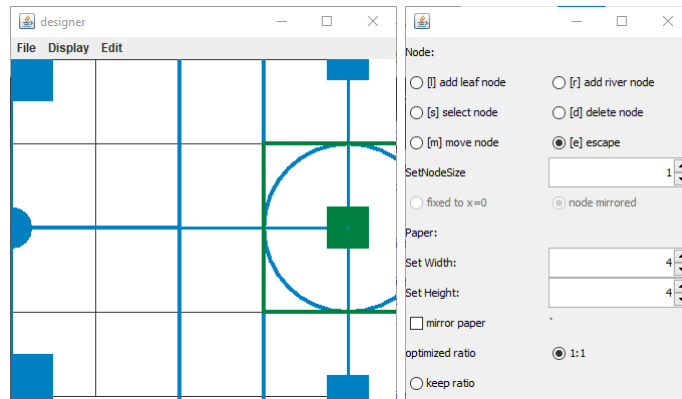 designer
File Display Edit
Node:
[l] add leaf node [r] add river node
[s] select node [d] delete node
[m] move node [e] escape
SetNodeSize 1
fixed to x=0 node mirrored
Paper:
Set Width: 4
Set Height: 4
mirror paper `
optimized ratio 1:1
keep ratio